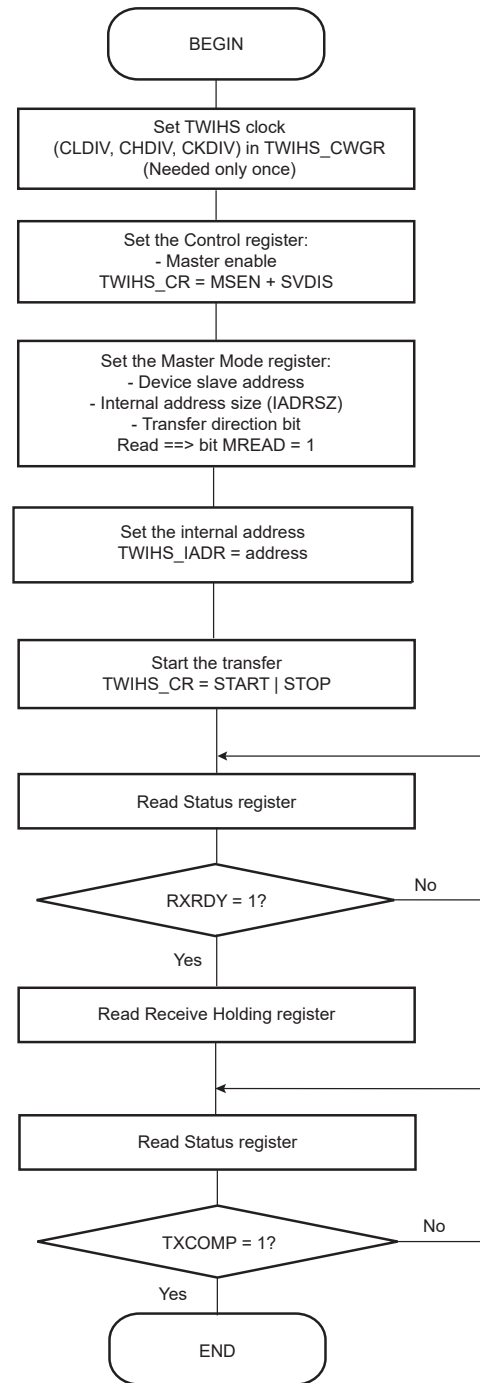 BEGIN
Set TWIHS clock
(CLDIV, CHDIV, CKDIV) in TWIHS_CWGR
(Needed only once)
Set the Control register:
- Master enable
TWIHS_CR = MSEN + SVDIS
Set the Master Mode register:
- Device slave address
- Internal address size (IADRSZ)
- Transfer direction bit
Read ==> bit MREAD = 1
Set the internal address
TWIHS_IADR = address
Start the transfer
TWIHS_CR = START | STOP
Read Status register
RXRDY = 1?
No
Yes
Read Receive Holding register
Read Status register
TXCOMP = 1?
No
Yes
END